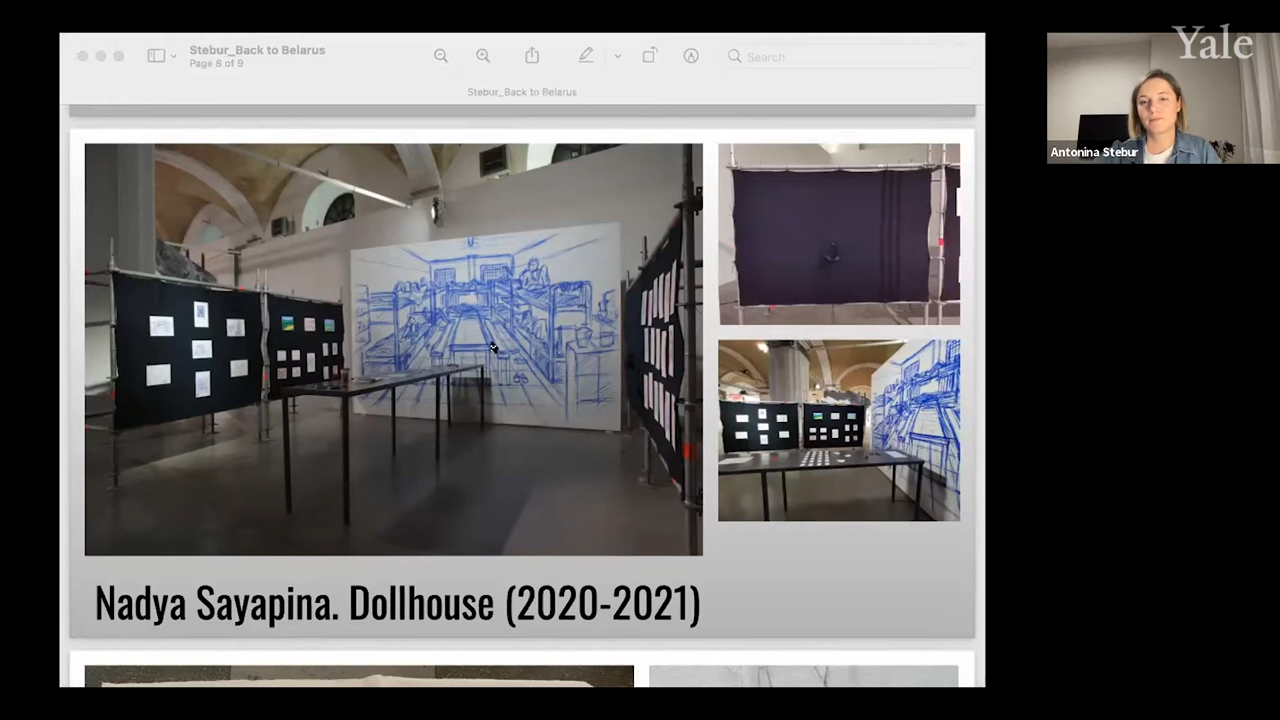 Stebur_Back to Belarus
Page 8 of 9
Search
Stebur_Back to Belarus
Yale
Antonina Stebur
Nadya Sayapina. Dollhouse (2020-2021)